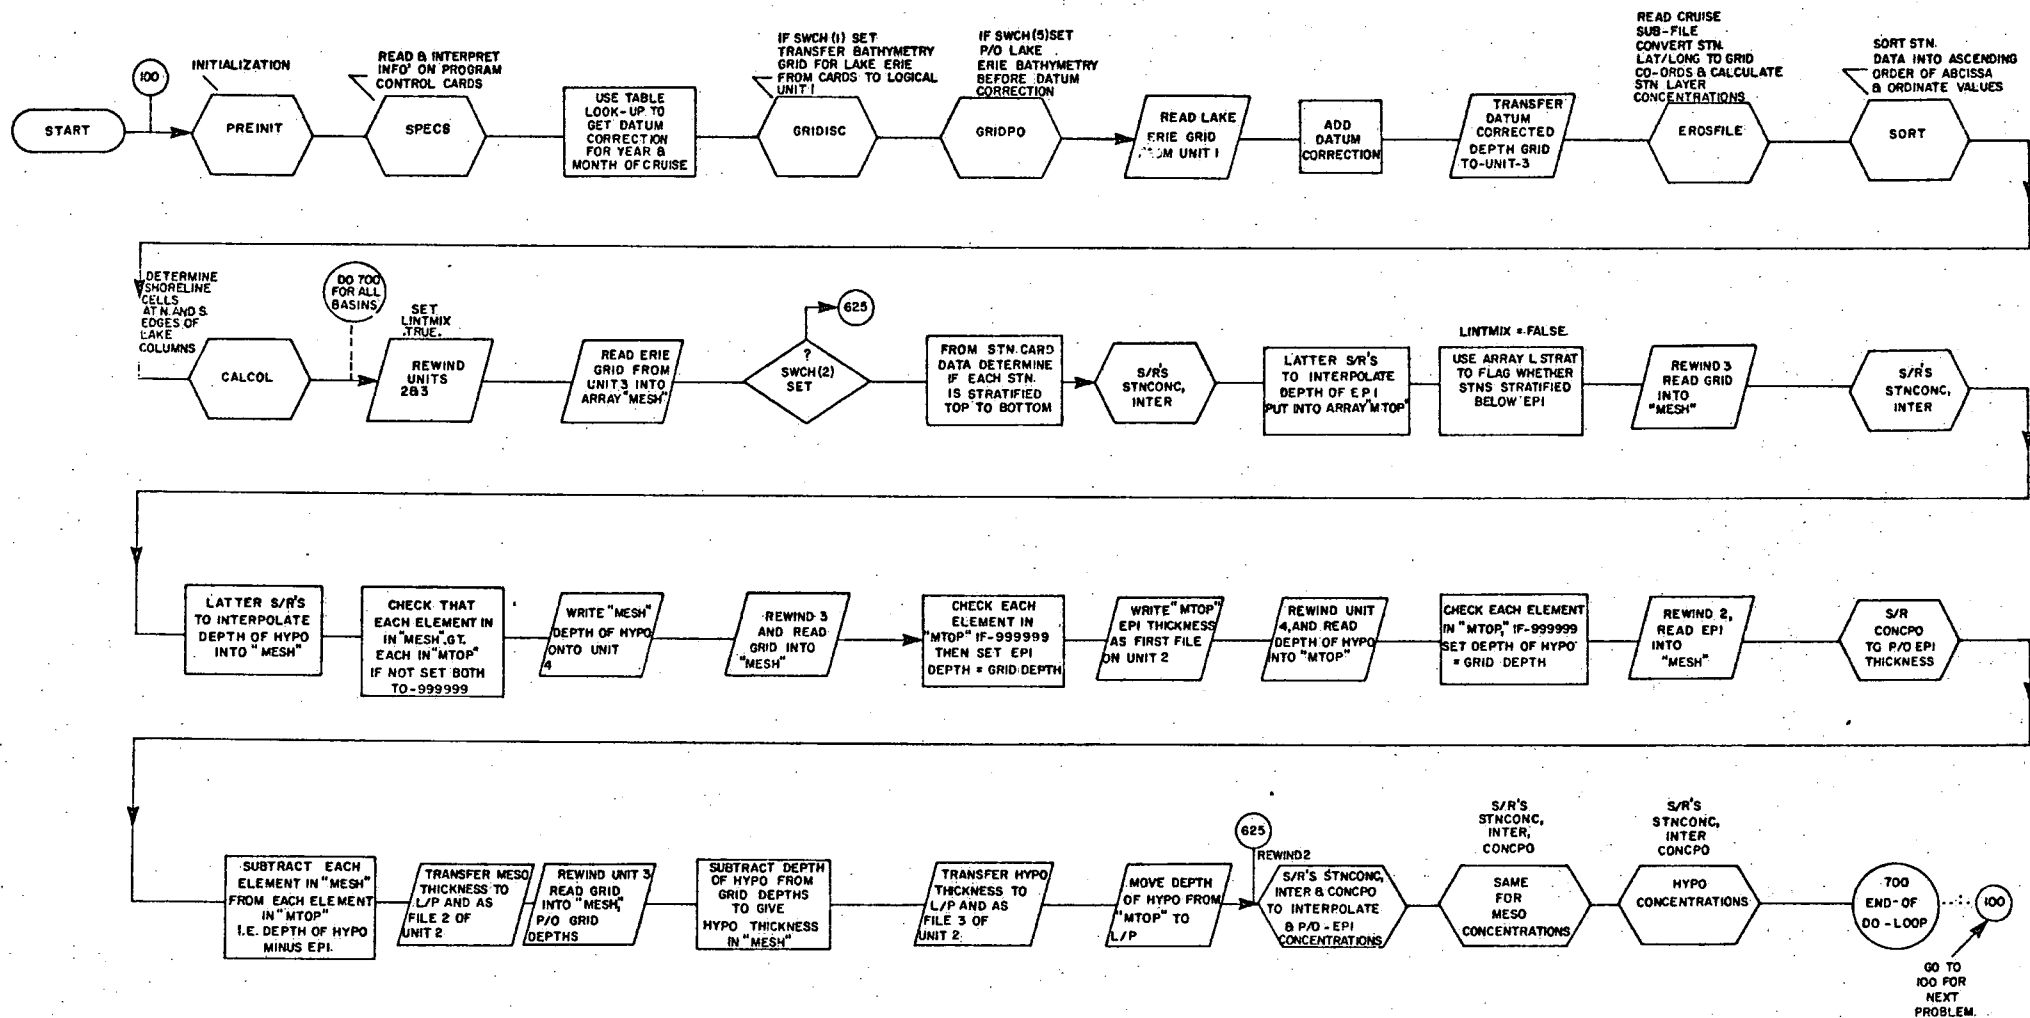 START
100
INITIALIZATION
PREINIT
READ & INTERPRET
INFO' ON PROGRAM
CONTROL CARDS
SPECS
USE TABLE
LOOK-UP TO
GET DATUM
CORRECTION
FOR YEAR &
MONTH OF CRUISE
IF SWCH (1) SET
TRANSFER BATHYMETRY
GRID FOR LAKE ERIE
FROM CARDS TO LOGICAL
UNIT 1
GRIDISC
IF SWCH (5) SET
P/O LAKE
ERIE BATHYMETRY
BEFORE DATUM
CORRECTION
GRIDPO
READ LAKE
ERIE GRID
FROM UNIT 1
ADD
DATUM
CORRECTION
TRANSFER
DATUM
CORRECTED
DEPTH GRID
TO-UNIT-3
READ CRUISE
SUB-FILE
CONVERT STN.
LAT/LONG TO GRID
CO-ORDS & CALCULATE
STN LAYER
CONCENTRATIONS
EROSFILE
SORT STN.
DATA INTO ASCENDING
ORDER OF ABCISSA
& ORDINATE VALUES
SORT
DETERMINE
SHORELINE
CELLS
AT N. AND S.
EDGES OF
LAKE
COLUMNS
CALCOL
DO 700
FOR ALL
BASINS
SET
LINTMIX
.TRUE.
REWIND
UNITS
2&3
READ ERIE
GRID FROM
UNIT 3 INTO
ARRAY "MESH"
?
SWCH (2)
SET
625
FROM STN. CARD
DATA DETERMINE
IF EACH STN.
IS STRATIFIED
TOP TO BOTTOM
S/R'S
STNCONC,
INTER
LATTER S/R'S
TO INTERPOLATE
DEPTH OF EPI
PUT INTO ARRAY "MTOP"
LINTMIX = FALSE.
USE ARRAY L STRAT
TO FLAG WHETHER
STNS STRATIFIED
BELOW EPI
REWIND 3
READ GRID
INTO
"MESH"
S/R'S
STNCONC,
INTER
LATTER S/R'S
TO INTERPOLATE
DEPTH OF HYPO
INTO "MESH"
CHECK THAT
EACH ELEMENT IN
IN "MESH".GT.
EACH IN "MTOP"
IF NOT SET BOTH
TO-999999
WRITE "MESH"
DEPTH OF HYPO
ONTO UNIT
4
REWIND 3
AND READ
GRID INTO
"MESH"
CHECK EACH
ELEMENT IN
"MTOP" IF-999999
THEN SET EPI
DEPTH = GRID DEPTH
WRITE "MTOP"
EPI THICKNESS
AS FIRST FILE
ON UNIT 2
REWIND UNIT
4, AND READ
DEPTH OF HYPO
INTO "MTOP"
CHECK EACH ELEMENT
IN "MTOP," IF-999999
SET DEPTH OF HYPO
= GRID DEPTH
REWIND 2,
READ EPI
INTO
"MESH"
S/R
CONCPO
TO P/O EPI
THICKNESS
SUBTRACT EACH
ELEMENT IN "MESH"
FROM EACH ELEMENT
IN "MTOP"
I.E. DEPTH OF HYPO
MINUS EPI.
TRANSFER MESO
THICKNESS TO
L/P AND AS
FILE 2 OF
UNIT 2
REWIND UNIT 3
READ GRID
INTO "MESH",
P/O GRID
DEPTHS
SUBTRACT DEPTH
OF HYPO FROM
GRID DEPTHS
TO GIVE
HYPO THICKNESS
IN "MESH"
TRANSFER HYPO
THICKNESS TO
L/P AND AS
FILE 3 OF
UNIT 2
MOVE DEPTH
OF HYPO FROM
"MTOP" TO
L/P
625
REWIND 2
S/R'S STNCONC,
INTER & CONCPO
TO INTERPOLATE
& P/O - EPI
CONCENTRATIONS
S/R'S
STNCONC,
INTER,
CONCPO
SAME
FOR
MESO
CONCENTRATIONS
S/R'S
STNCONC,
INTER
CONCPO
HYPO
CONCENTRATIONS
700
END-OF
DO-LOOP
100
GO TO
100 FOR
NEXT
PROBLEM.